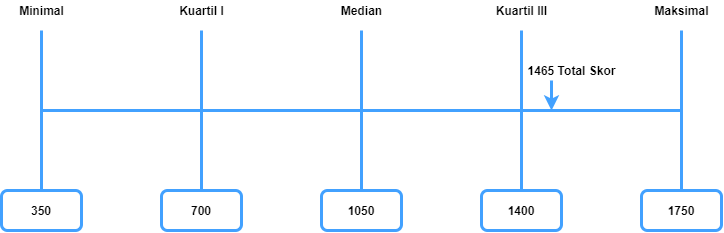 Minimal Kuartil I Median Kuartil III Maksimal
1465 Total Skor
350 700 1050 1400 1750